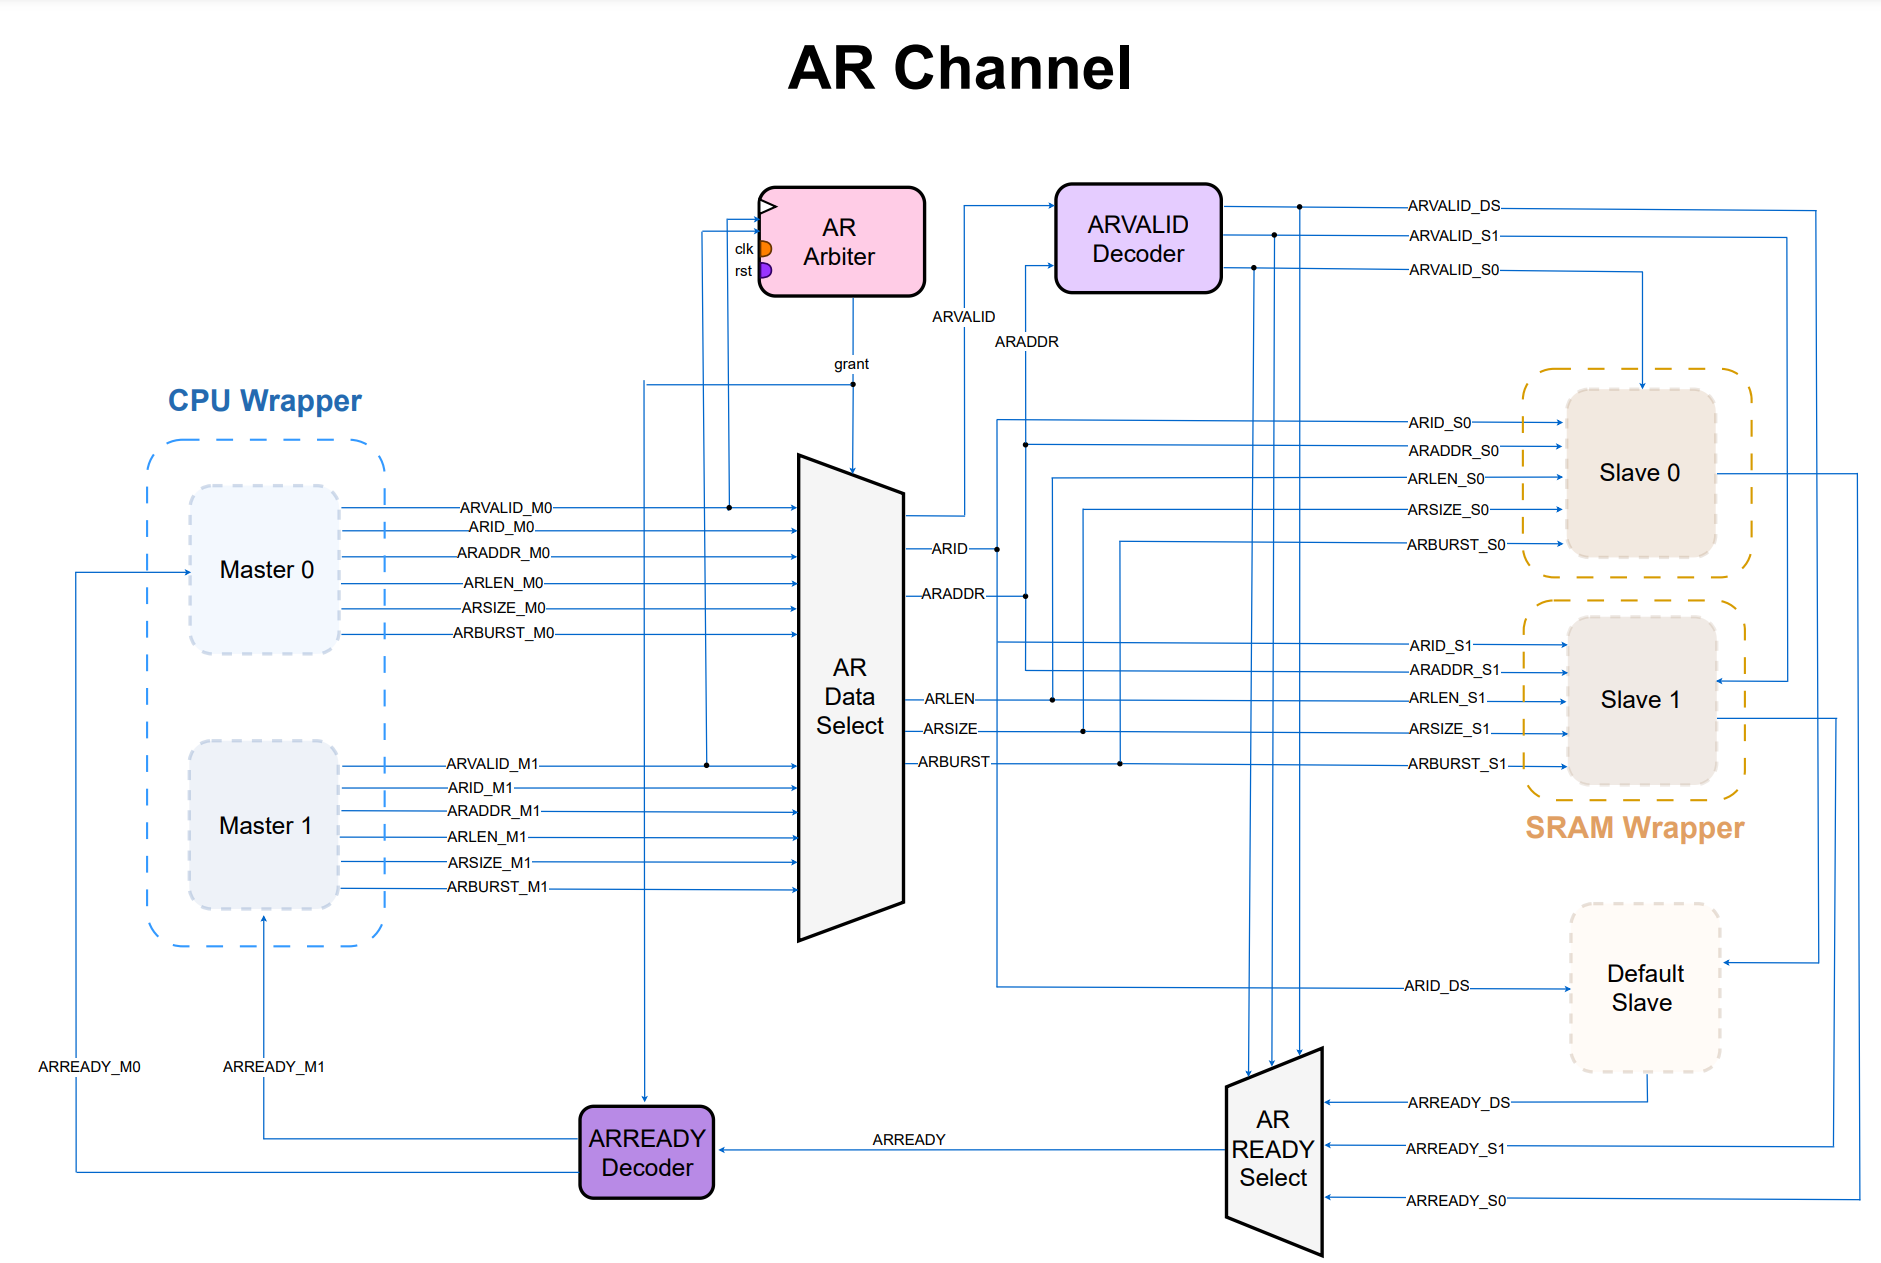 AR Channel
AR
Arbiter
clk
rst
ARVALID
Decoder
ARVALID_DS
ARVALID_S1
ARVALID_S0
ARVALID
ARADDR
grant
CPU Wrapper
Master 0
ARVALID_M0
ARID_M0
ARADDR_M0
ARLEN_M0
ARSIZE_M0
ARBURST_M0
Master 1
ARVALID_M1
ARID_M1
ARADDR_M1
ARLEN_M1
ARSIZE_M1
ARBURST_M1
AR
Data
Select
ARID
ARADDR
ARLEN
ARSIZE
ARBURST
ARID_S0
ARADDR_S0
ARLEN_S0
ARSIZE_S0
ARBURST_S0
Slave 0
ARID_S1
ARADDR_S1
ARLEN_S1
ARSIZE_S1
ARBURST_S1
Slave 1
SRAM Wrapper
ARID_DS
Default
Slave
ARREADY_M0
ARREADY_M1
ARREADY
Decoder
ARREADY
AR
READY
Select
ARREADY_DS
ARREADY_S1
ARREADY_S0